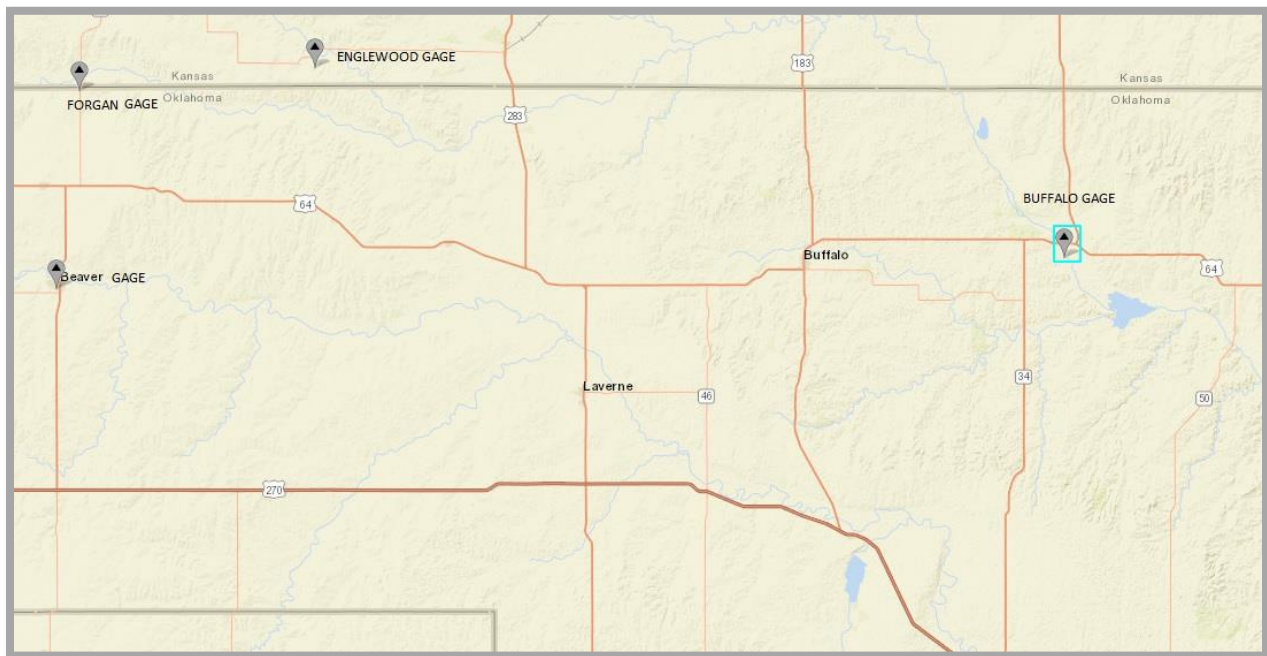 ENGLEWOOD GAGE
183
Kansas
Kansas
FORGAN GAGE
Oklahoma
Oklahoma
283
BUFFALO GAGE
64
Buffalo
64
Beaver GAGE
34
Laverne
46
50
270